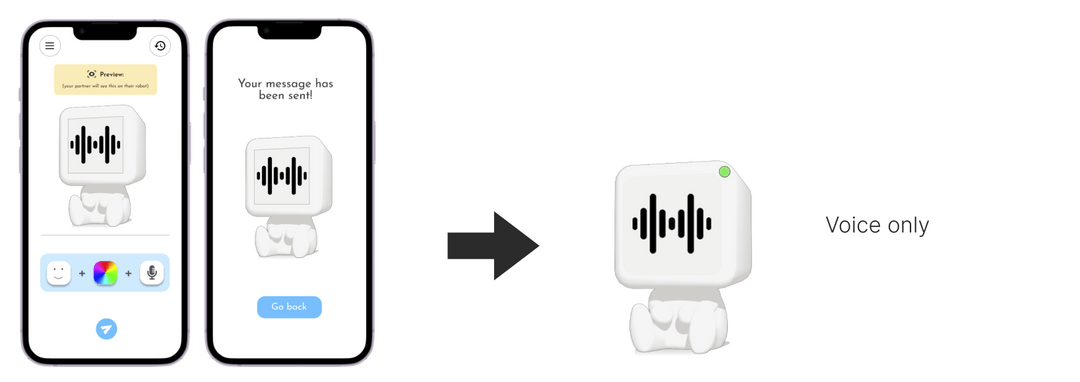 Preview:
(your partner will see this on their robot)
+ +
Your message has
been sent!
Go back
Voice only